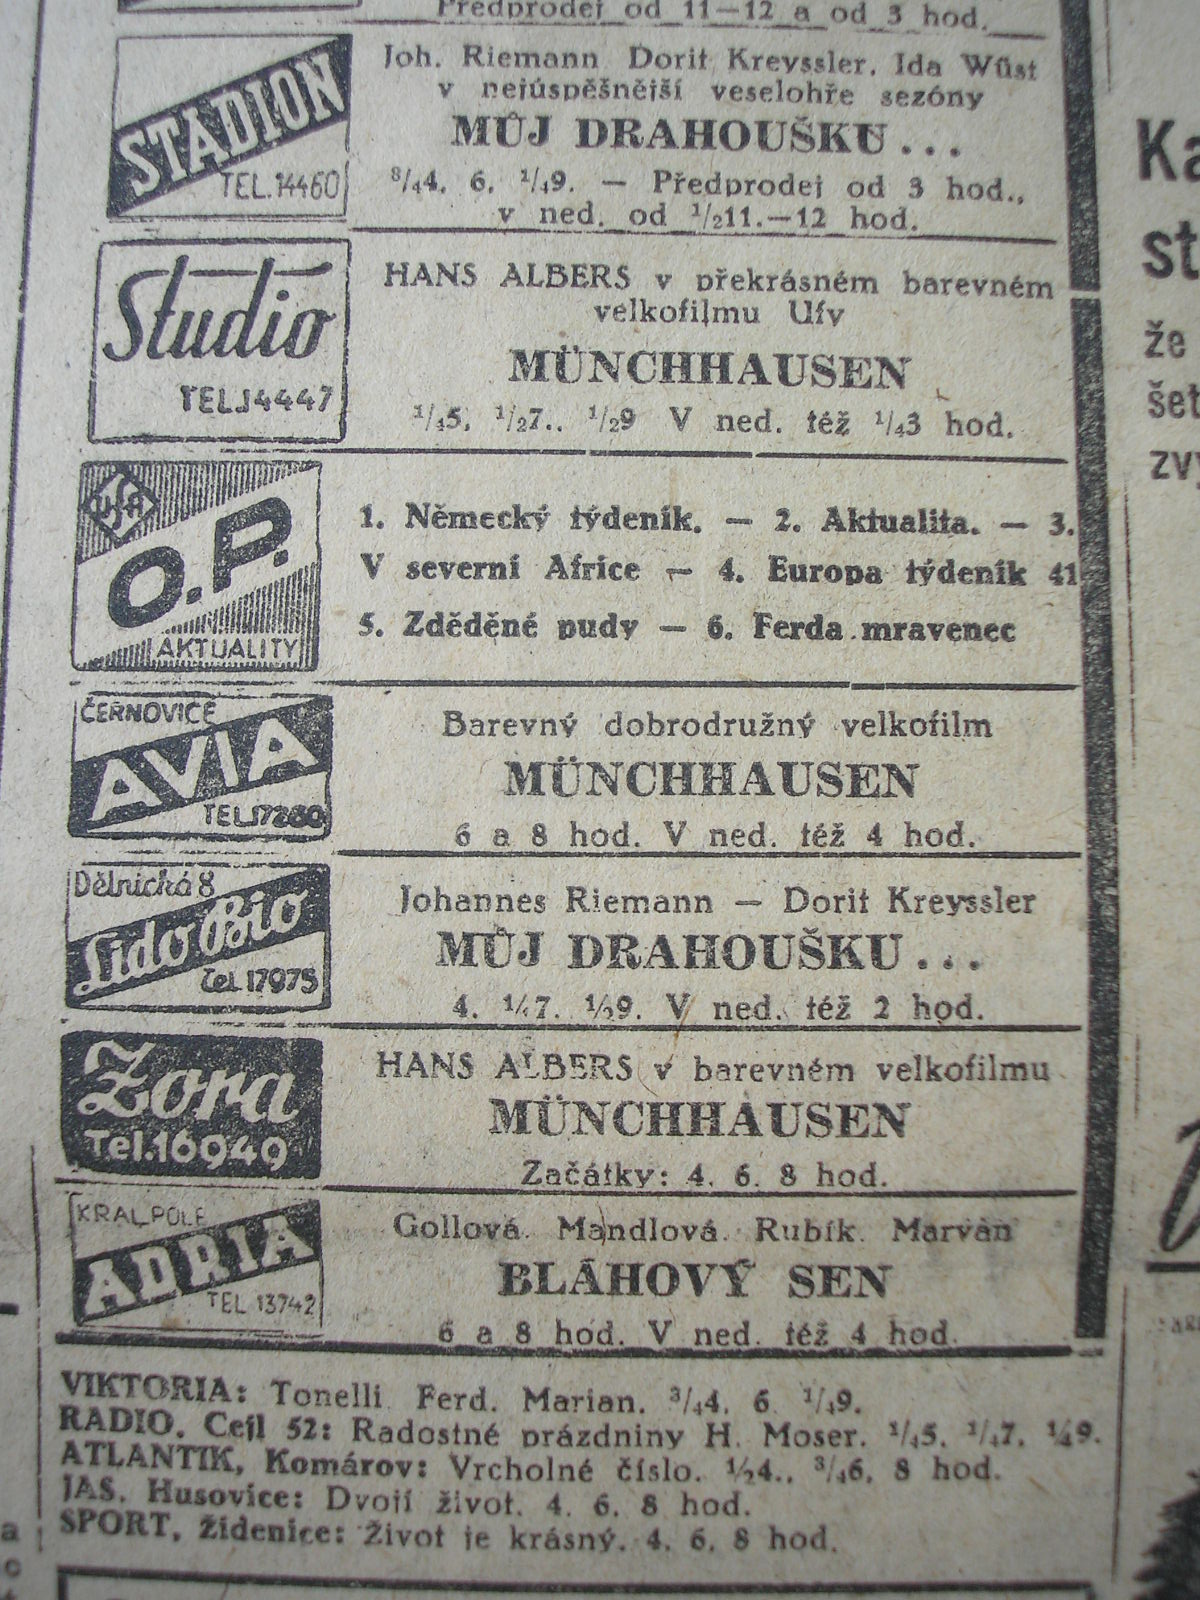 Předprodej od 11—12 a od 3 hod.
STADION
TEL. 14460
Joh. Riemann Dorit Kreyssler, Ida Wüst
v nejúspěšnější veselohře sezóny
MŮJ DRAHOUŠKU...
3/44, 6, 1/49. — Předprodej od 3 hod.,
v ned. od 1/211.—12 hod.
Studio
TEL.14447
HANS ALBERS v překrásném barevném
velkofilmu Ufy
MÜNCHHAUSEN
1/45, 1/27., 1/29 V ned. též 1/43 hod.
UFA
O.P.
AKTUALITY
1. Německý týdeník. — 2. Aktualita. — 3.
V severní Africe — 4. Europa týdeník 41
5. Zděděné pudy — 6. Ferda mravenec
ČERNOVICE
AVIA
TEL.17280
Barevný dobrodružný velkofilm
MÜNCHHAUSEN
6 a 8 hod. V ned. též 4 hod.
Dělnická 8
Lido Bio
Tel. 17975
Johannes Riemann — Dorit Kreyssler
MŮJ DRAHOUŠKU...
4. 1/47. 1/29. V ned. též 2 hod.
Zora
Tel.16949
HANS ALBERS v barevném velkofilmu
MÜNCHHAUSEN
Začátky: 4. 6. 8 hod.
KRAL.POLE
ADRIA
TEL 13742
Gollová. Mandlová. Rubík. Marvan
BLÁHOVÝ SEN
6 a 8 hod. V ned. též 4 hod.
VIKTORIA: Tonelli Ferd. Marian. 3/44. 6 1/49.
RADIO, Cejl 52: Radostné prázdniny H. Moser. 1/45. 1/47. 1/49.
ATLANTIK, Komárov: Vrcholné číslo. 1/24., 3/46, 8 hod.
JAS, Husovice: Dvojí život. 4. 6. 8 hod.
SPORT, Židenice: Život je krásný. 4. 6. 8 hod.
Ka
st
že
šet
zvy